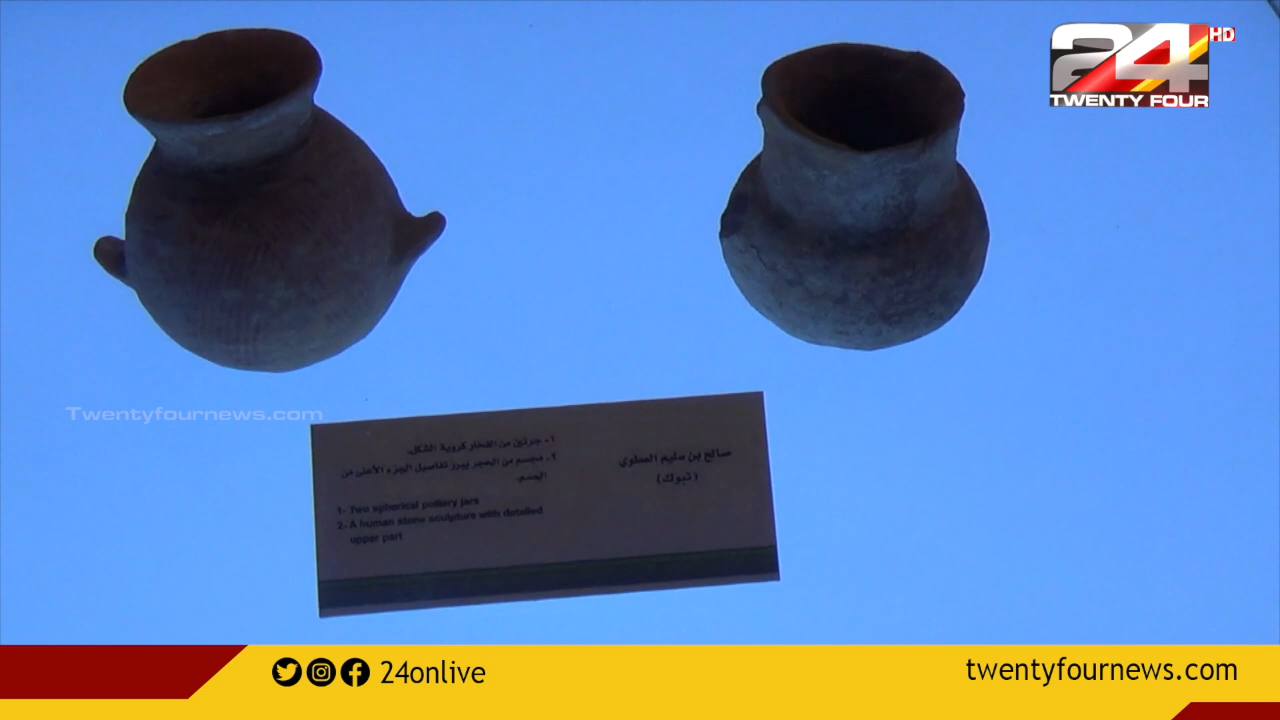 24
HD
TWENTY FOUR
Twentyfournews.com
١- جرتين من الفخار كروية الشكل.
٢- مجسم من الحجر يبرز تفاصيل الجزء الأعلى من
الجسم.
1- Two spherical pottery jars
2- A human stone sculpture with detailed
upper part
صالح بن سليم
(تبوك)
24onlive
twentyfournews.com